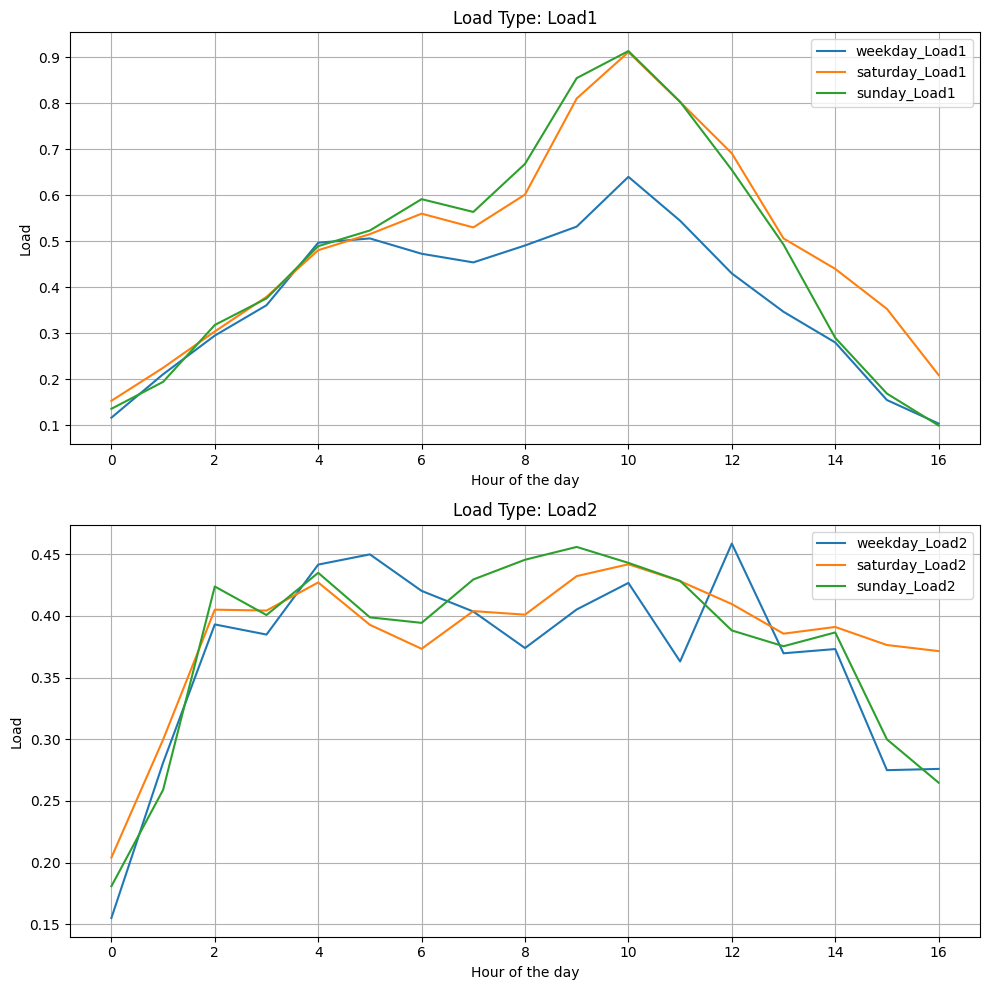 Load Type: Load1
weekday_Load1
saturday_Load1
sunday_Load1
0.9
0.8
0.7
0.6
0.5
0.4
0.3
0.2
0.1
Load
0 2 4 6 8 10 12 14 16
Hour of the day
Load Type: Load2
weekday_Load2
saturday_Load2
sunday_Load2
0.45
0.40
0.35
0.30
0.25
0.20
0.15
Load
0 2 4 6 8 10 12 14 16
Hour of the day